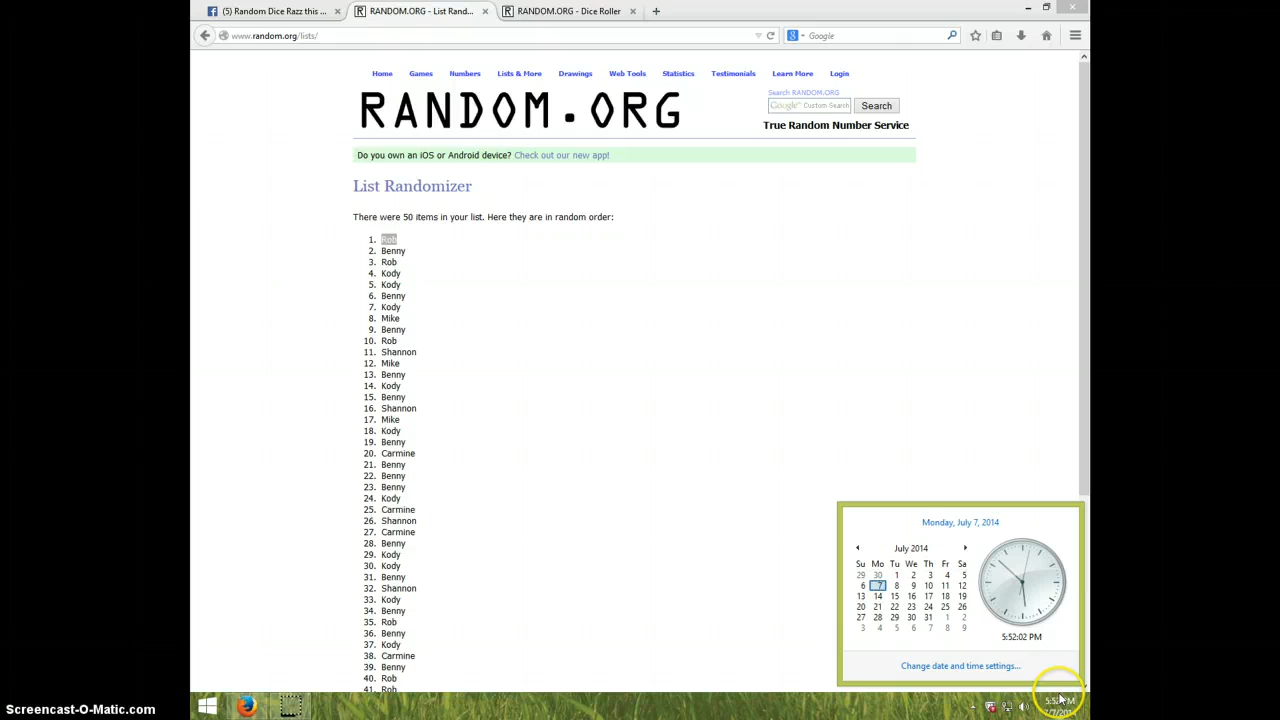 (5) Random Dice Razz this ...
RANDOM.ORG - List Rand...
RANDOM.ORG - Dice Roller
www.random.org/lists/
Google
Home Games Numbers Lists & More Drawings Web Tools Statistics Testimonials Learn More Login
Search RANDOM.ORG
RANDOM.ORG
Google™ Custom Search Search
True Random Number Service
Do you own an iOS or Android device? Check out our new app!
List Randomizer
There were 50 items in your list. Here they are in random order:
1. Rob
2. Benny
3. Rob
4. Kody
5. Kody
6. Benny
7. Kody
8. Mike
9. Benny
10. Rob
11. Shannon
12. Mike
13. Benny
14. Kody
15. Benny
16. Shannon
17. Mike
18. Kody
19. Benny
20. Carmine
21. Benny
22. Benny
23. Benny
24. Kody
25. Carmine
26. Shannon
27. Carmine
28. Benny
29. Kody
30. Kody
31. Benny
32. Shannon
33. Kody
34. Benny
35. Rob
36. Benny
37. Kody
38. Carmine
39. Benny
40. Rob
41. Rob
Monday, July 7, 2014
July 2014
Su Mo Tu We Th Fr Sa
29 30 1 2 3 4 5
6 7 8 9 10 11 12
13 14 15 16 17 18 19
20 21 22 23 24 25 26
27 28 29 30 31 1 2
3 4 5 6 7 8 9
5:52:02 PM
Change date and time settings...
Screencast-O-Matic.com